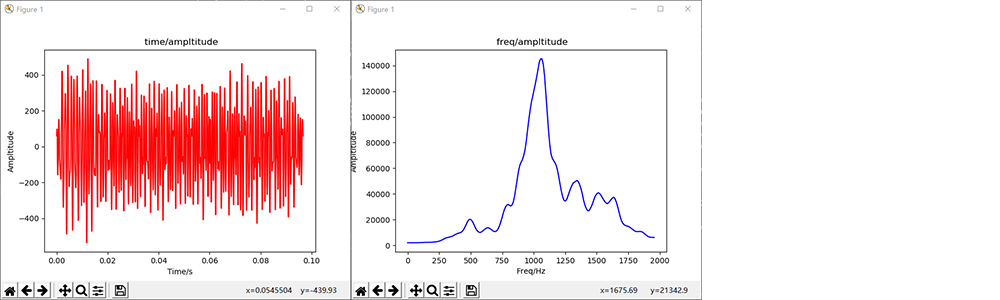 Figure 1
time/ampltitude
Ampltitude
400
200
0
−200
−400
0.00
0.02
0.04
0.06
0.08
0.10
Time/s
x=0.0545504 y=-439.93
Figure 1
freq/ampltitude
Ampltitude
140000
120000
100000
80000
60000
40000
20000
0
0
250
500
750
1000
1250
1500
1750
2000
Freq/Hz
x=1675.69 y=21342.9